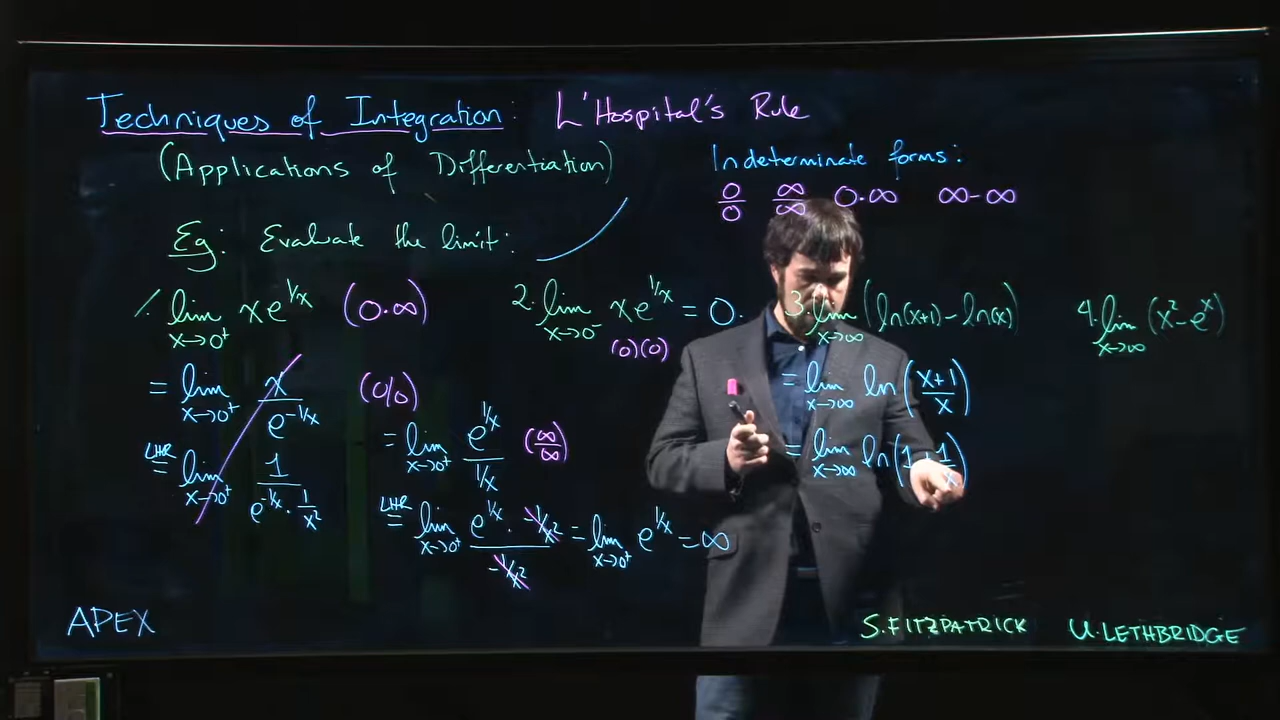 Techniques of Integration: L'Hospital's Rule
(Applications of Differentiation)
Indeterminate forms:
0/0 ∞/∞ 0·∞ ∞-∞
Eg: Evaluate the limit:
1. lim x→0⁺ xe^(1/x) (0·∞)
= lim x→0⁺ x/e^(-1/x) (0/0)
LHR = lim x→0⁺ 1/(e^(-1/x) · 1/x²)
= lim x→0⁺ e^(1/x)/(1/x) (∞/∞)
LHR = lim x→0⁺ (e^(1/x) · -1/x²)/(-1/x²) = lim x→0⁺ e^(1/x) = ∞
2. lim x→0⁻ xe^(1/x) = 0.
(0)(0)
3. lim x→∞ (ln(x+1) - ln(x))
= lim x→∞ ln((x+1)/x)
= lim x→∞ ln(1+1/x)
4. lim x→∞ (x²-e^x)
APEX
S.FITZPATRICK U.LETHBRIDGE